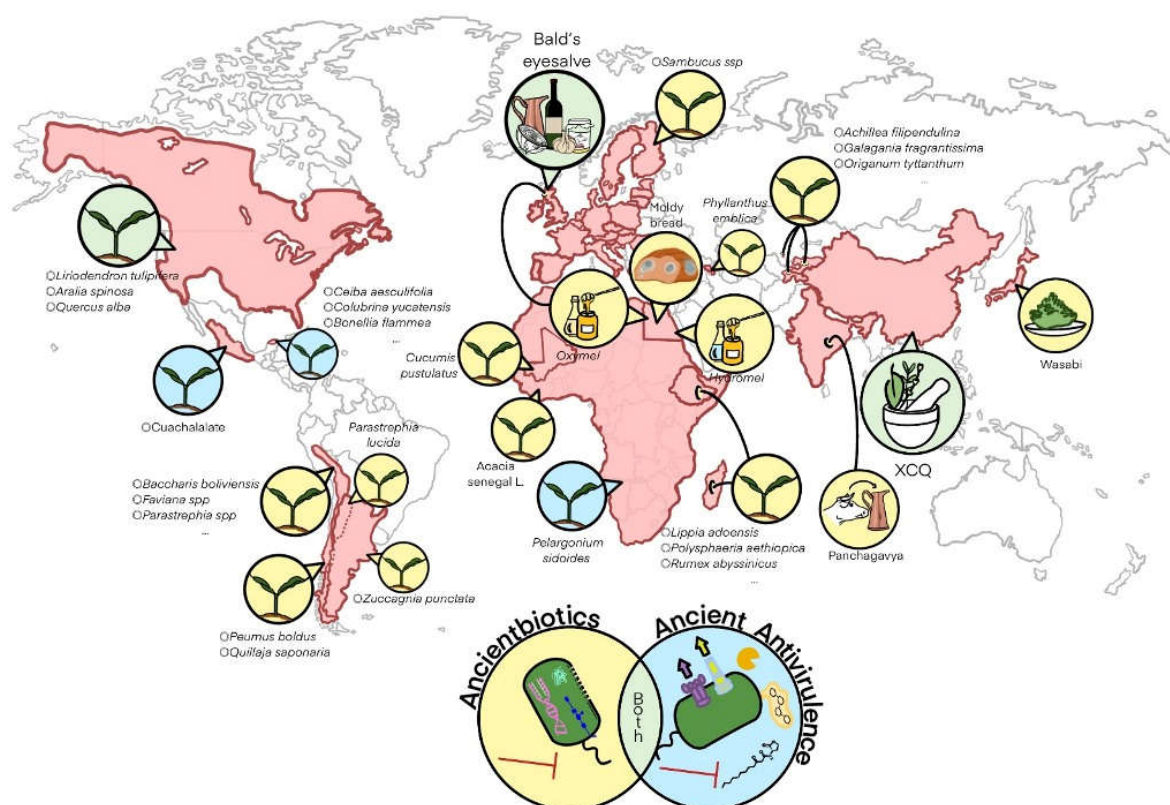 Bald's
eyesalve
○Sambucus ssp
○Achillea filipendulina
○Galagania fragrantissima
○Origanum tyttanthum
...
Moldy
bread
Phyllanthus
emblica
○Liriodendron tulipifera
○Aralia spinosa
○Quercus alba
○Ceiba aesculifolia
○Colubrina yucatensis
○Bonellia flammea
...
Cucumis
pustulatus
Oxymel
Hydromel
Wasabi
○Cuachalalate
Parastrephia
lucida
Acacia
senegal L.
XCQ
○Baccharis boliviensis
○Faviana spp
○Parastrephia spp
...
Pelargonium
sidoides
○Lippia adoensis
○Polysphaeria aethiopica
○Rumex abyssinicus
...
Panchagavya
○Zuccagnia punctata
○Peumus boldus
○Quillaja saponaria
Ancientbiotics
Both
Ancient Antivirulence